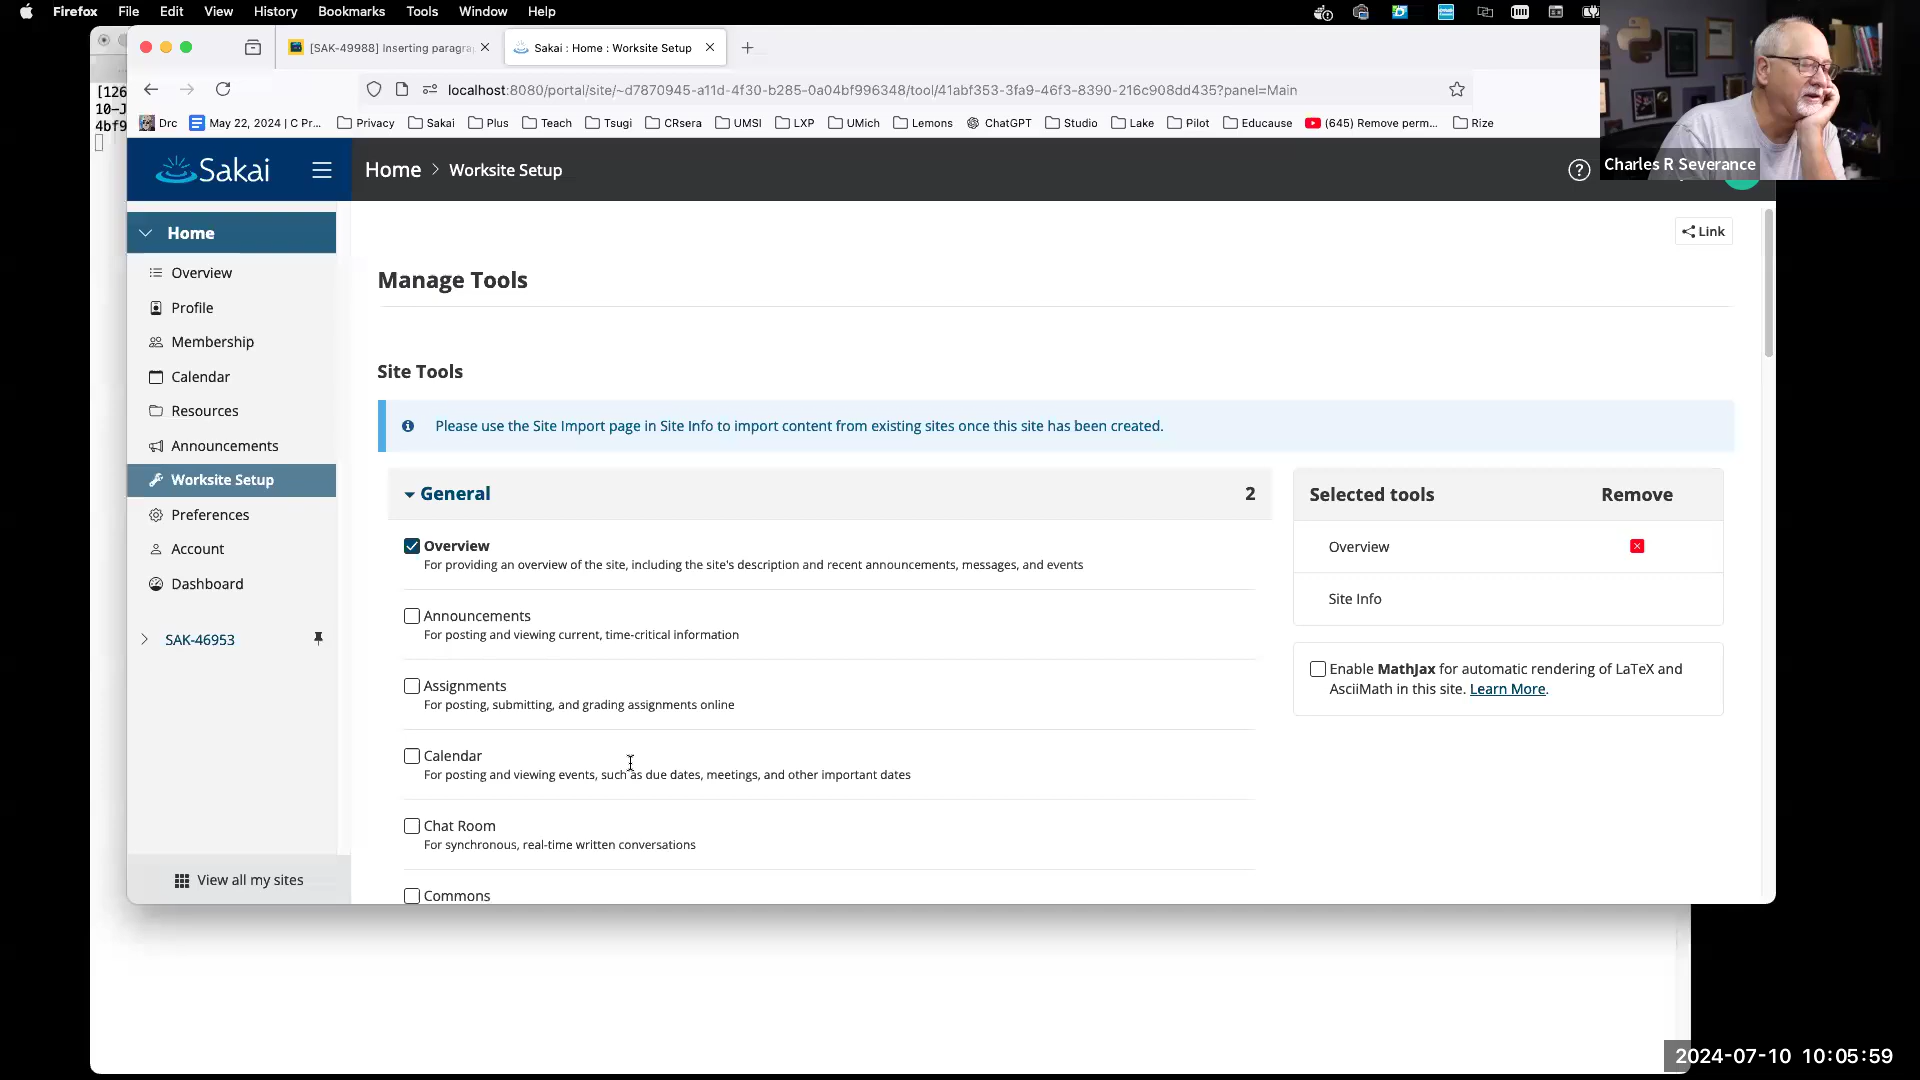 Firefox File Edit View History Bookmarks Tools Window Help
[SAK-49988] Inserting paragra
Sakai : Home : Worksite Setup
localhost:8080/portal/site/~d7870945-a11d-4f30-b285-0a04bf996348/tool/41abf353-3fa9-46f3-8390-216c908dd435?panel=Main
[126
10-J
4bf9
Drc May 22, 2024 | C Pr... Privacy Sakai Plus Teach Tsugi CRsera UMSI LXP UMich Lemons ChatGPT Studio Lake Pilot Educause (645) Remove perm... Rize
Charles R Severance
Sakai
Home > Worksite Setup
Home
Overview
Profile
Membership
Calendar
Resources
Announcements
Worksite Setup
Preferences
Account
Dashboard
SAK-46953
View all my sites
Link
Manage Tools
Site Tools
Please use the Site Import page in Site Info to import content from existing sites once this site has been created.
General 2
Overview
For providing an overview of the site, including the site's description and recent announcements, messages, and events
Announcements
For posting and viewing current, time-critical information
Assignments
For posting, submitting, and grading assignments online
Calendar
For posting and viewing events, such as due dates, meetings, and other important dates
Chat Room
For synchronous, real-time written conversations
Commons
Selected tools Remove
Overview
Site Info
Enable MathJax for automatic rendering of LaTeX and
AsciiMath in this site. Learn More.
2024-07-10 10:05:59